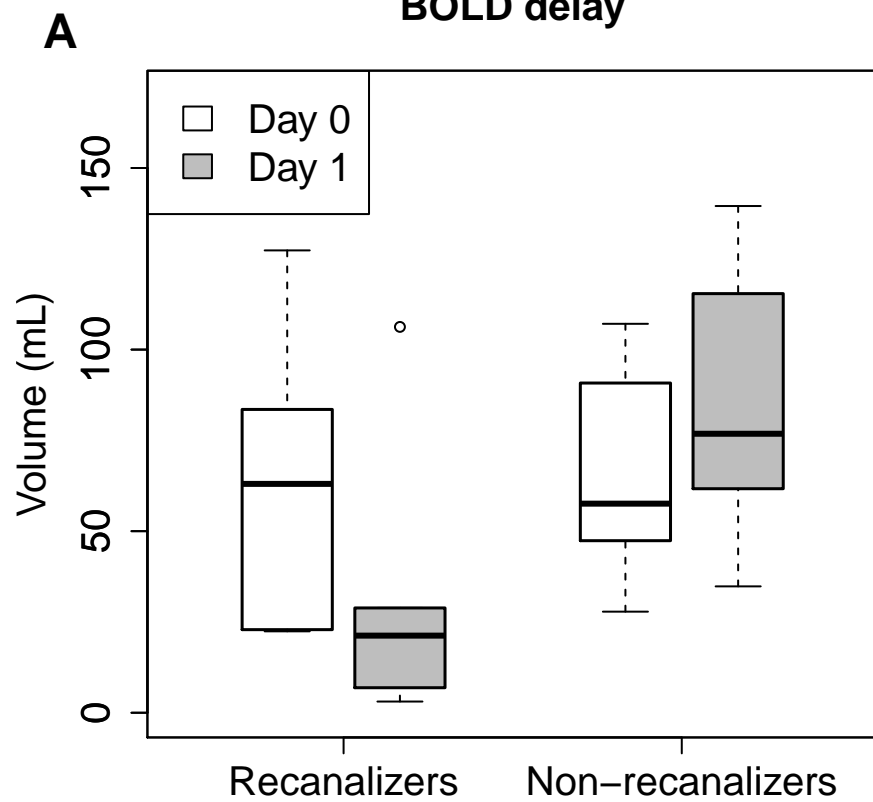 BOLD delay
A
Day 0
Day 1
Volume (mL)
150
100
50
0
Recanalizers Non−recanalizers